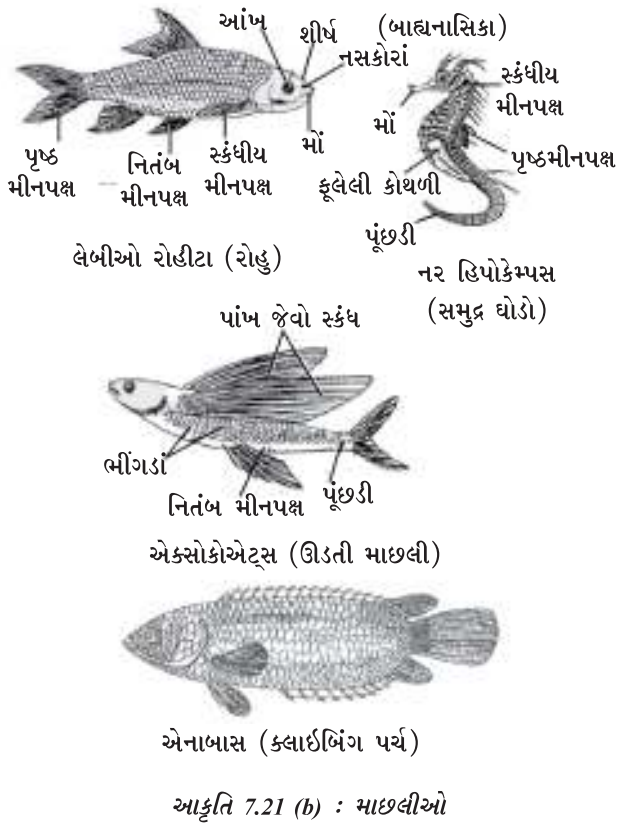 આંખ
શીર્ષ
(બાહ્યનાસિકા)
નસકોરાં
મોં
પૃષ્ઠ
મીનપક્ષ
નિતંબ
મીનપક્ષ
સ્કંધીય
મીનપક્ષ
લેબીઓ રોહીટા (રોહુ)
સ્કંધીય
મીનપક્ષ
મોં
પૃષ્ઠમીનપક્ષ
ફૂલેલી કોથળી
પૂંછડી
નર હિપોકેમ્પસ
(સમુદ્ર ઘોડો)
પાંખ જેવો સ્કંધ
ભીંગડાં
નિતંબ મીનપક્ષ
પૂંછડી
એક્સોકોએટ્સ (ઊડતી માછલી)
એનાબાસ (ક્લાઇબિંગ પર્ચ)
આકૃતિ 7.21 (b) : માછલીઓ